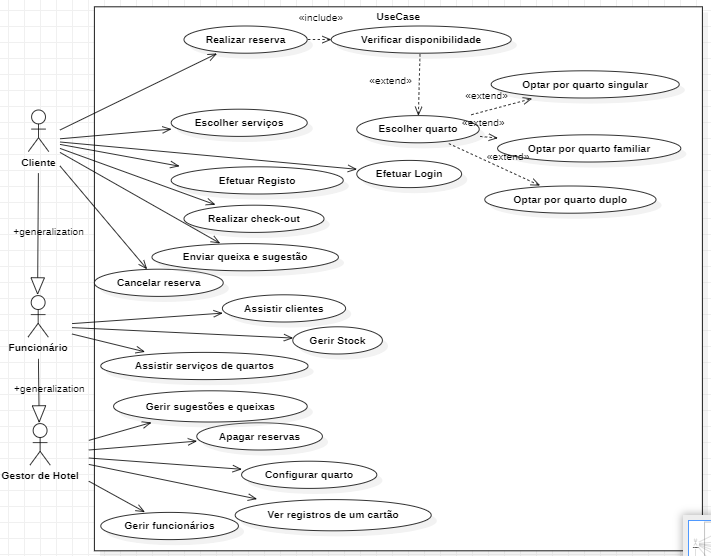 UseCase
«include»
Realizar reserva
Verificar disponibilidade
«extend»
Optar por quarto singular
«extend»
Escolher serviços
Escolher quarto
«extend»
Optar por quarto familiar
«extend»
Cliente
Efetuar Registo
Efetuar Login
Optar por quarto duplo
Realizar check-out
+generalization
Enviar queixa e sugestão
Cancelar reserva
Assistir clientes
Funcionário
Gerir Stock
Assistir serviços de quartos
+generalization
Gerir sugestões e queixas
Apagar reservas
Gestor de Hotel
Configurar quarto
Ver registros de um cartão
Gerir funcionários